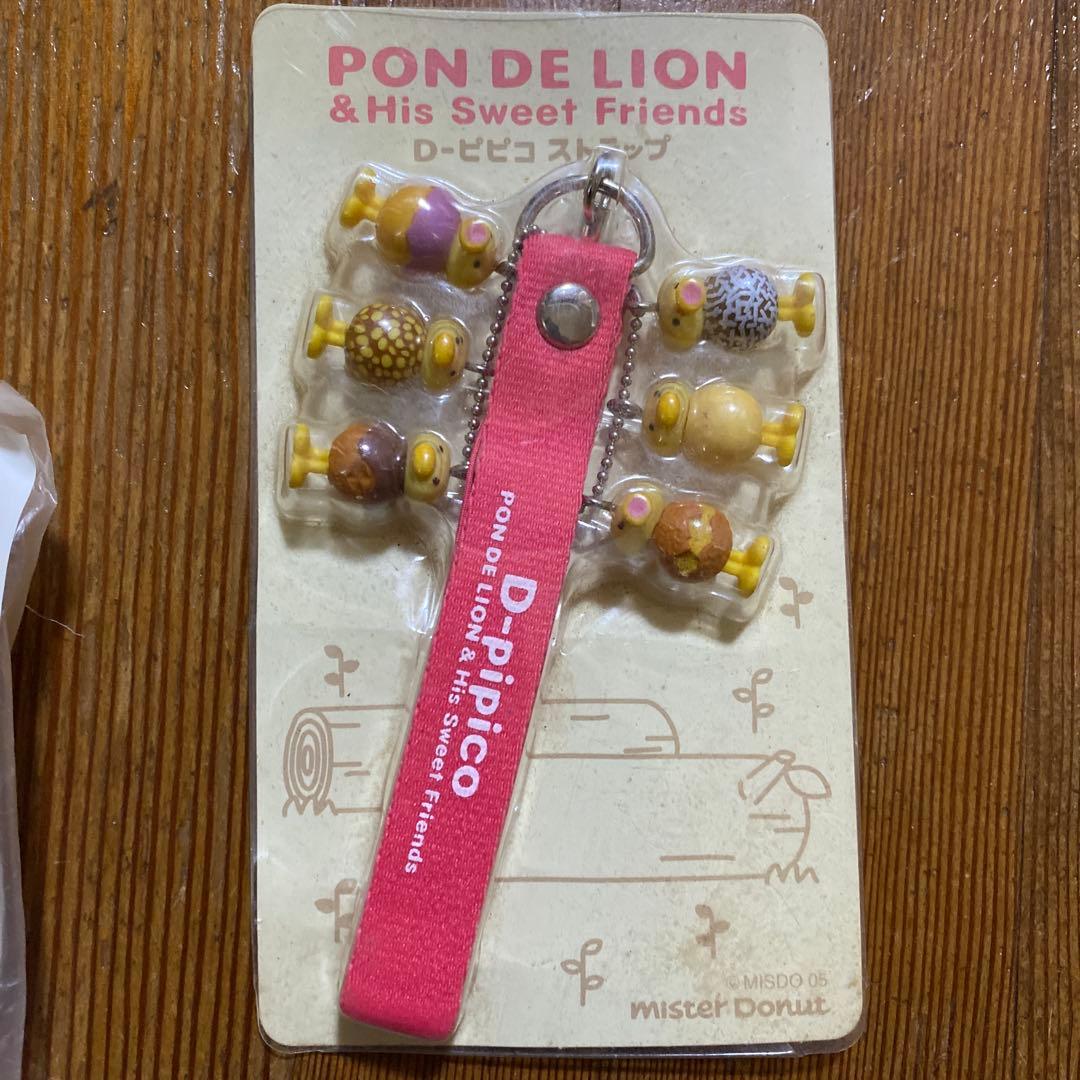 PON DE LION
& His Sweet Friends
D-ピピコ ストラップ
D-pipico
PON DE LION & His Sweet Friends
©MISDO 05
mister Donut